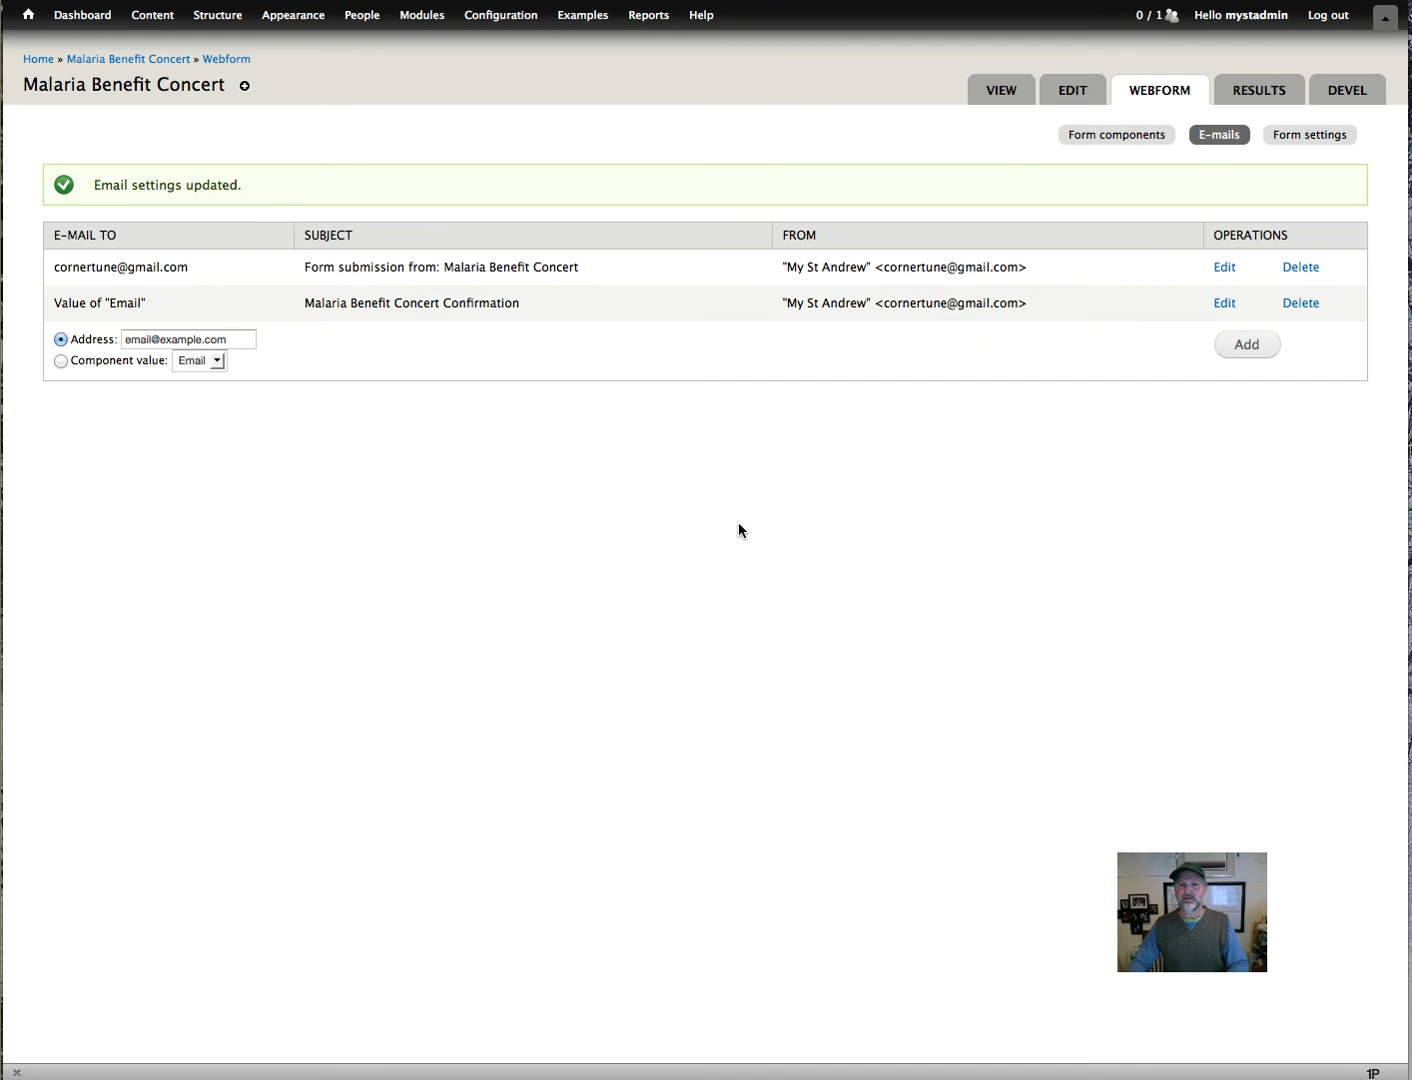 Dashboard Content Structure Appearance People Modules Configuration Examples Reports Help 0 / 1 Hello mystadmin Log out
Home » Malaria Benefit Concert » Webform
Malaria Benefit Concert
VIEW EDIT WEBFORM RESULTS DEVEL
Form components E-mails Form settings
Email settings updated.
E-MAIL TO SUBJECT FROM OPERATIONS
cornertune@gmail.com Form submission from: Malaria Benefit Concert "My St Andrew" <cornertune@gmail.com> Edit Delete
Value of "Email" Malaria Benefit Concert Confirmation "My St Andrew" <cornertune@gmail.com> Edit Delete
Address: email@example.com Add
Component value: Email
1P